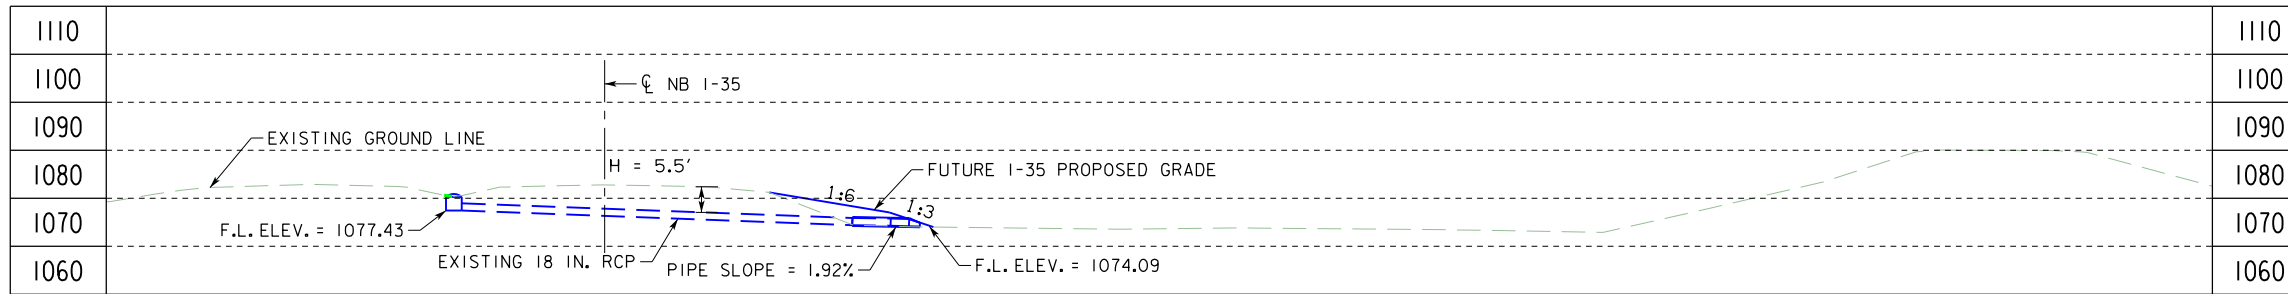 1110 1110
1100 ℄ NB I-35 1100
1090 EXISTING GROUND LINE 1090
1080 H = 5.5' FUTURE I-35 PROPOSED GRADE 1080
1:6
1:3
1070 F.L. ELEV. = 1077.43 1070
1060 EXISTING 18 IN. RCP PIPE SLOPE = 1.92% F.L. ELEV. = 1074.09 1060